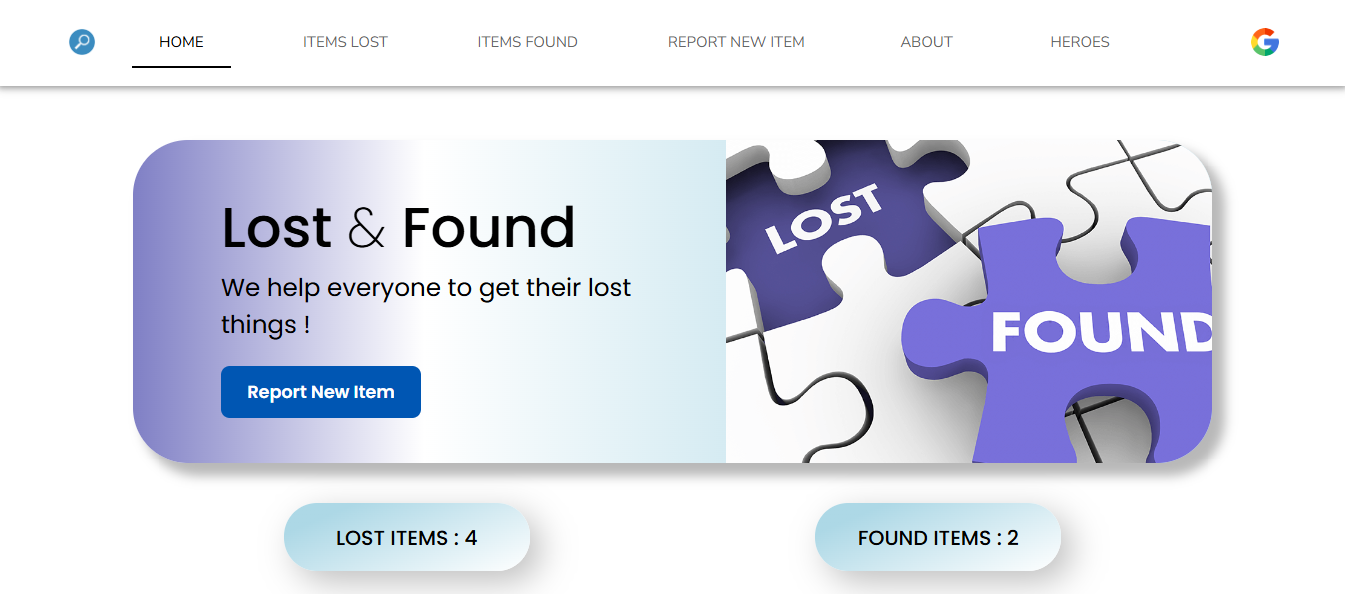 HOME ITEMS LOST ITEMS FOUND REPORT NEW ITEM ABOUT HEROES
Lost & Found
We help everyone to get their lost
things !
Report New Item
LOST
FOUND
LOST ITEMS : 4
FOUND ITEMS : 2